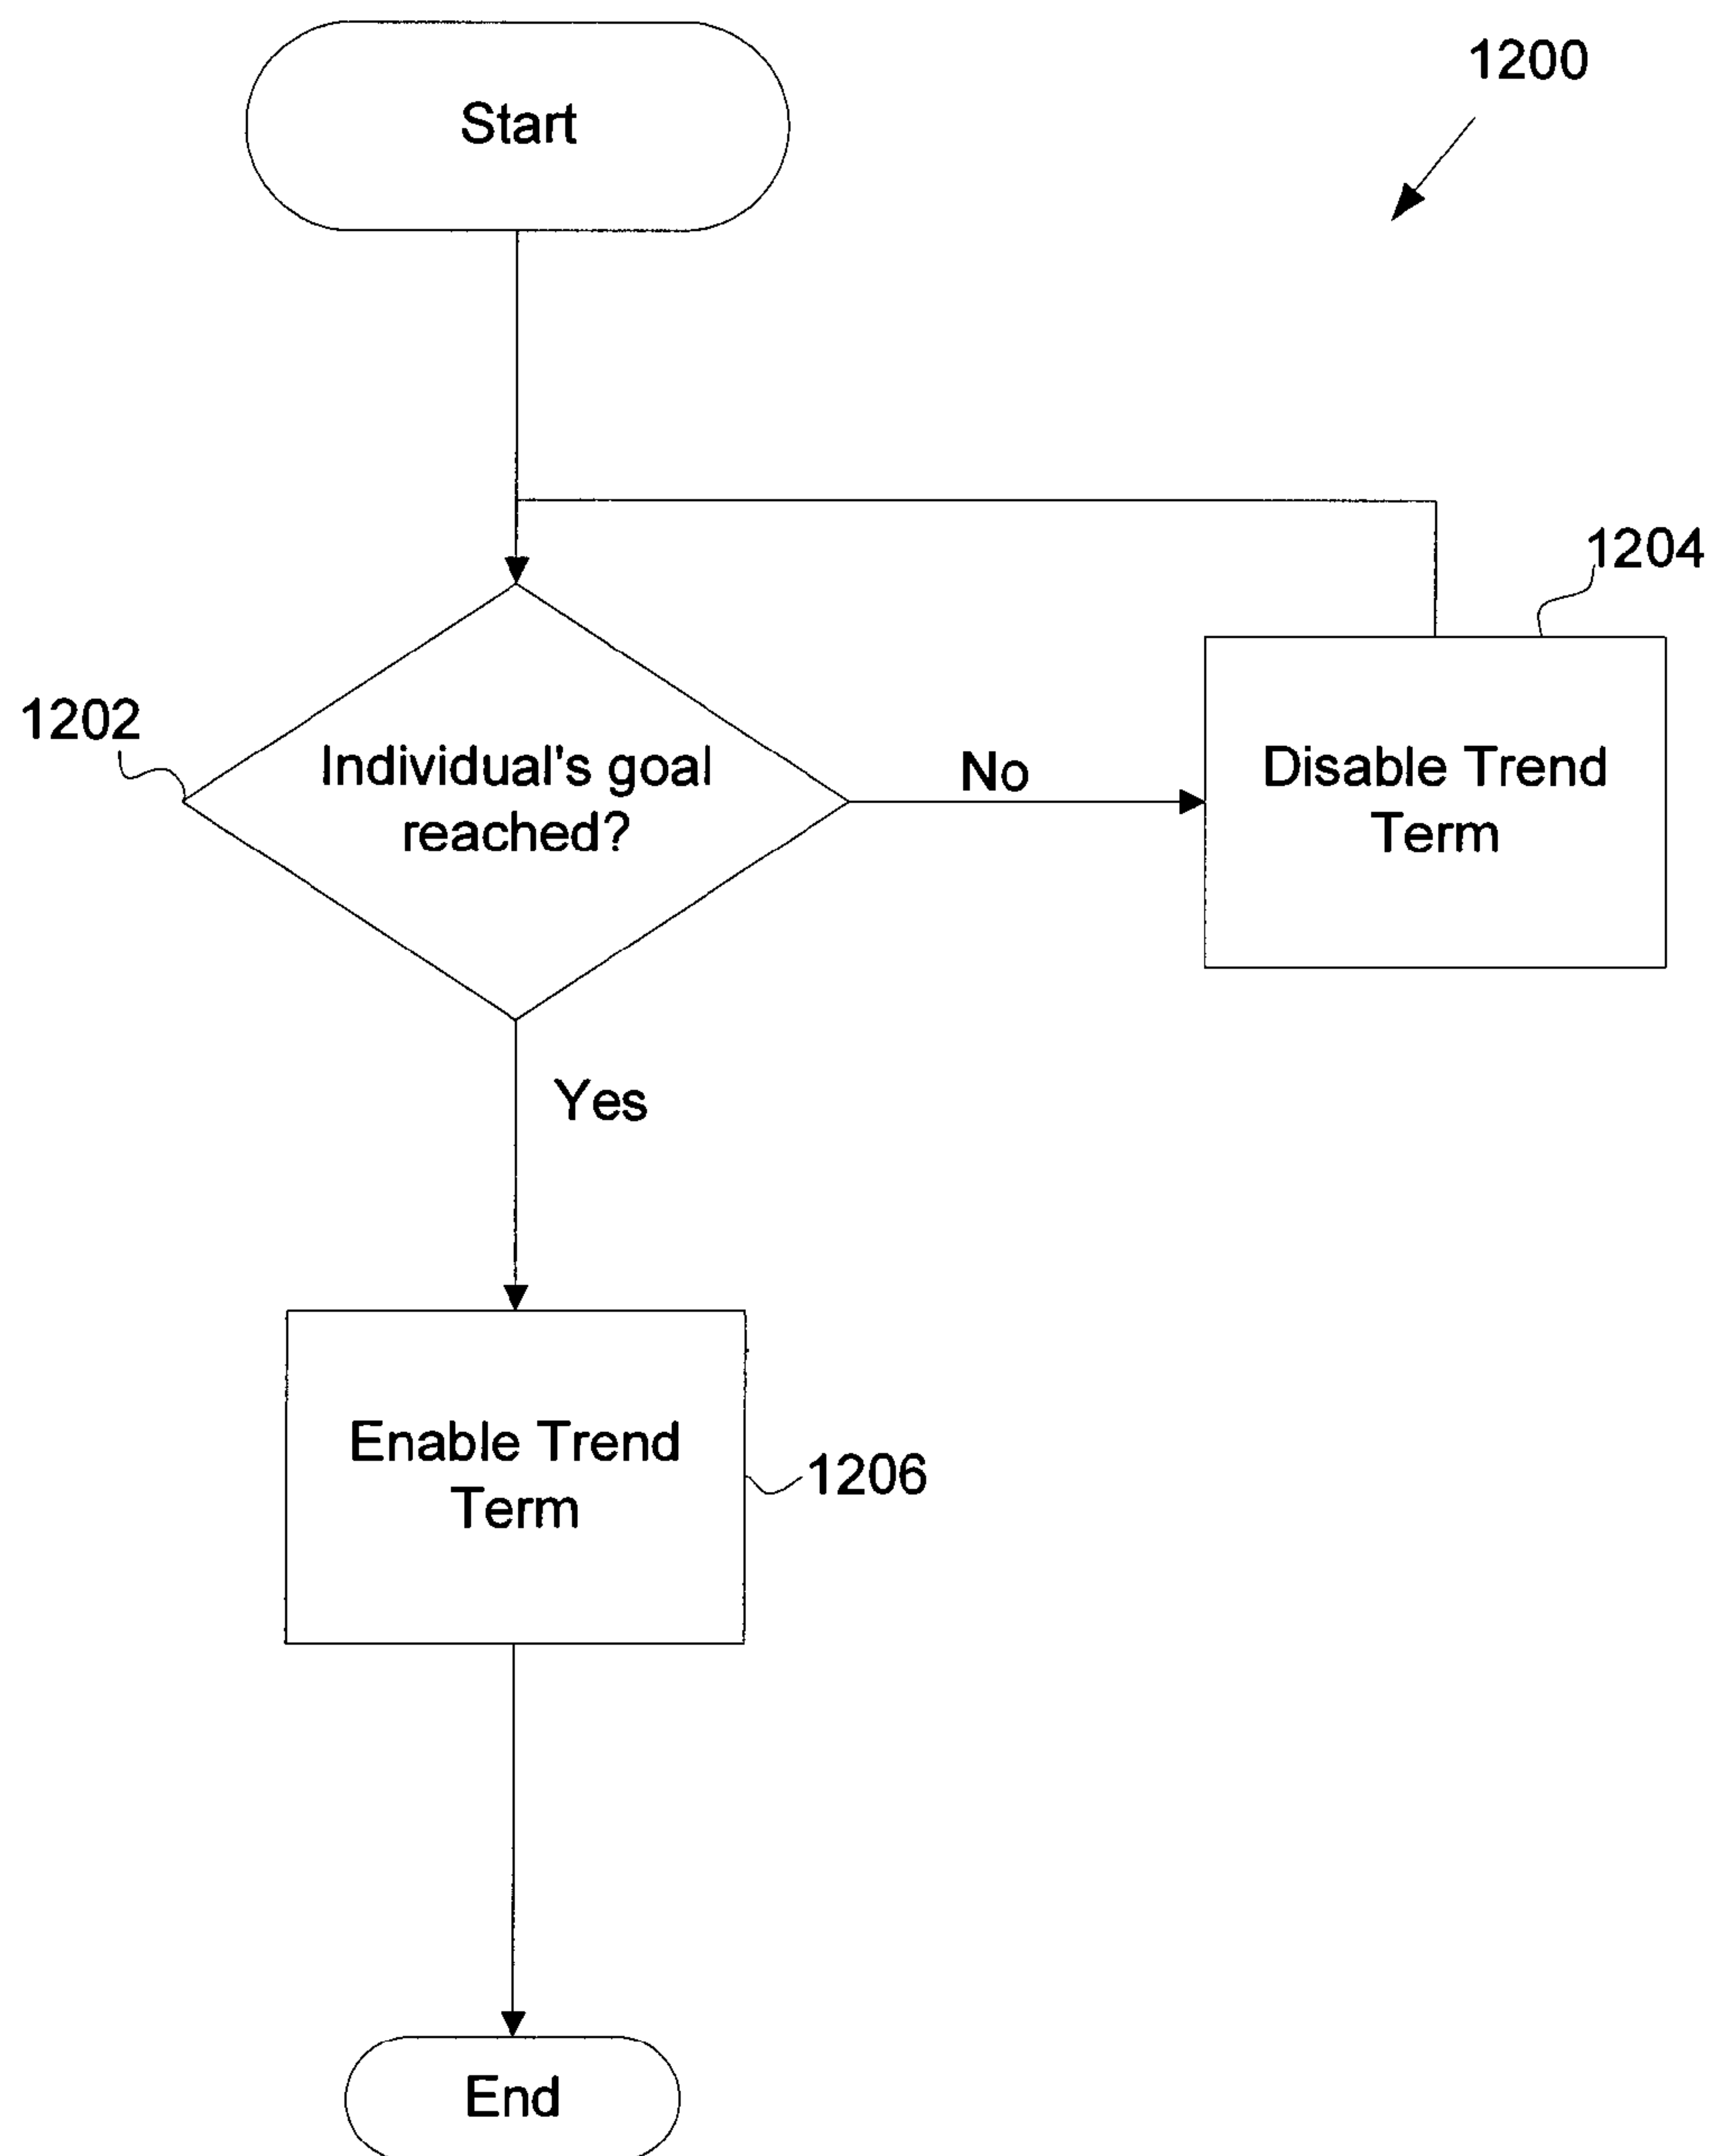 Start
1200
1204
1202
Individual's goal
reached?
No
Disable Trend
Term
Yes
Enable Trend
Term
1206
End